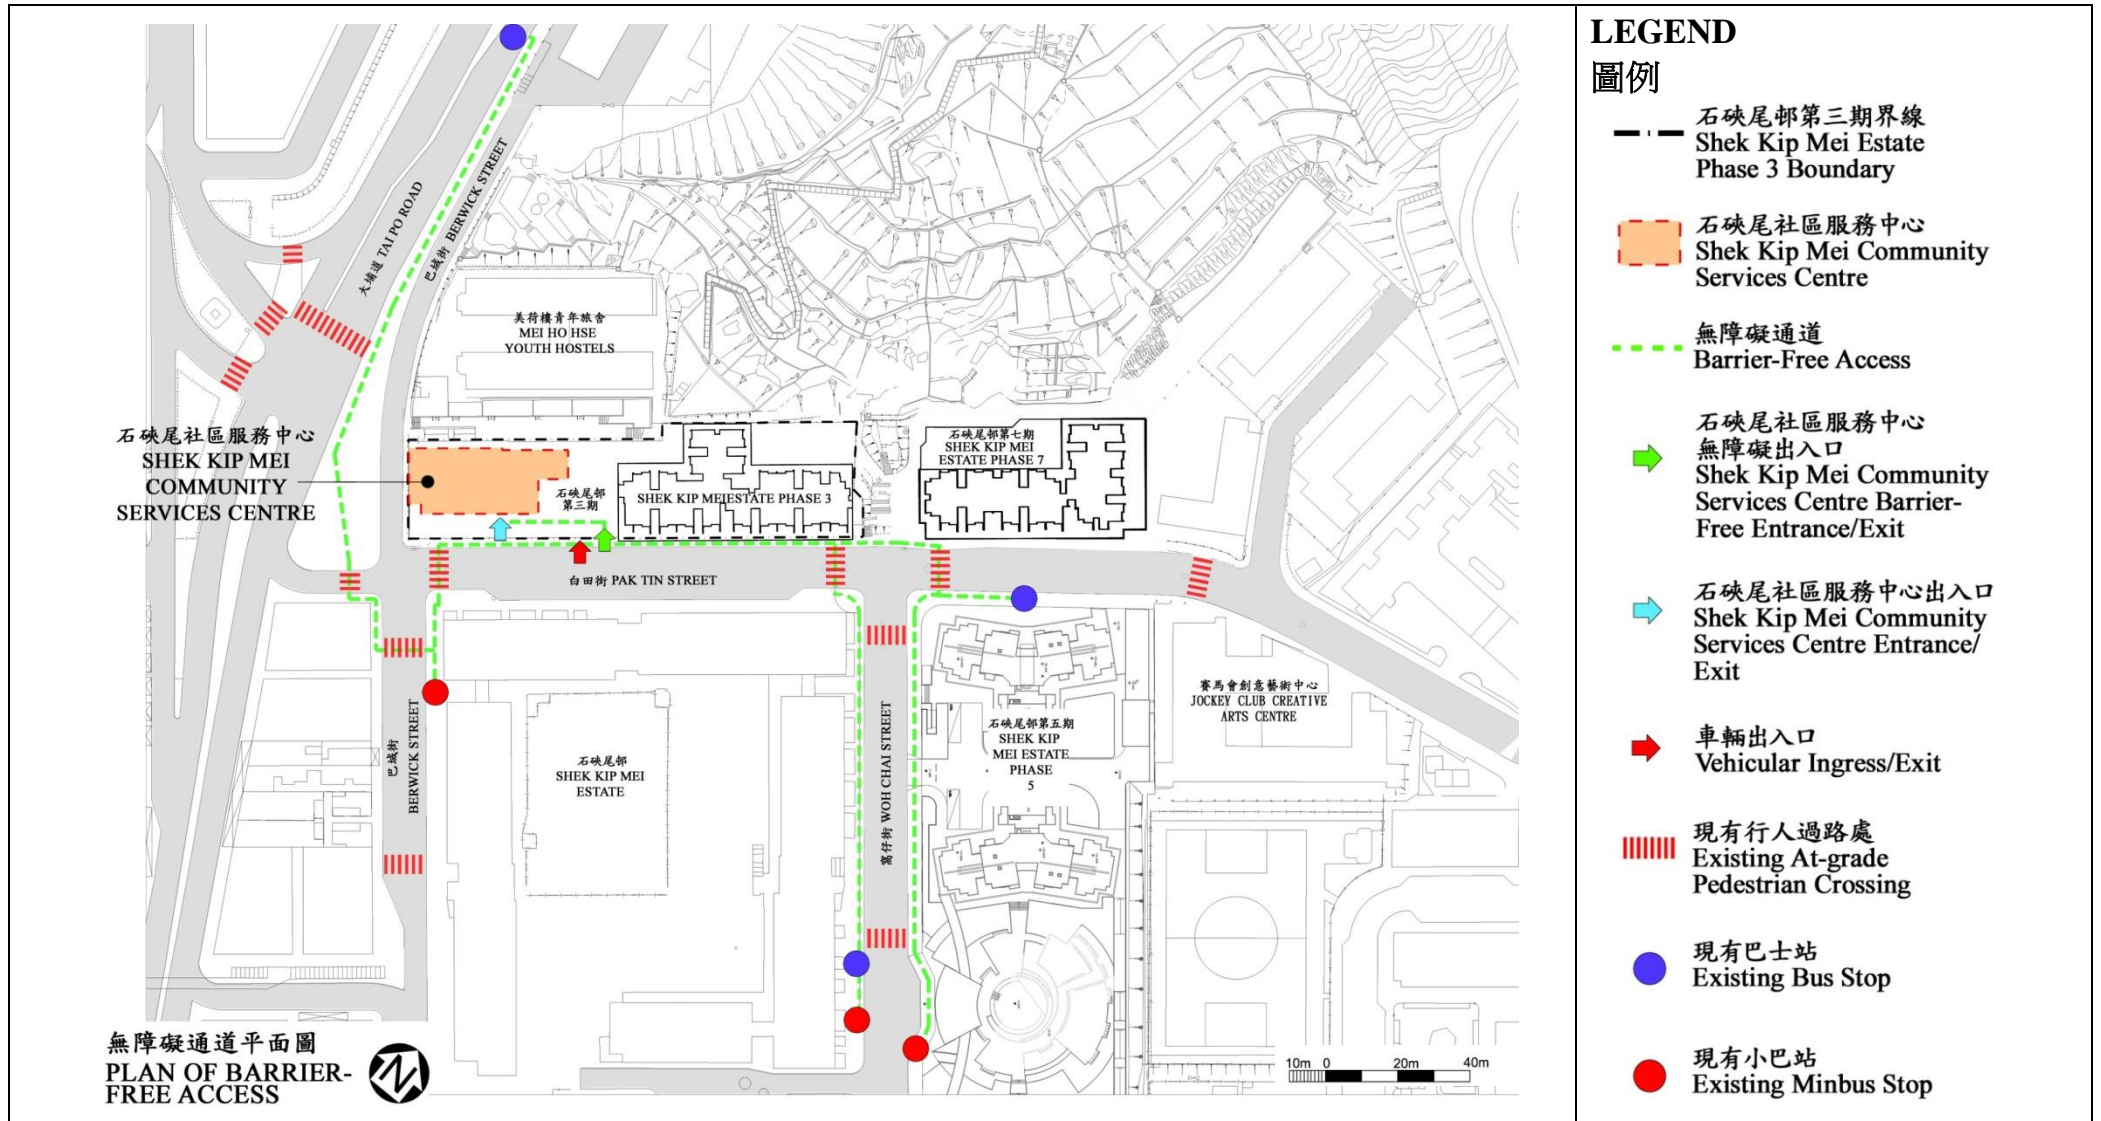 大埔道 TAI PO ROAD
巴域街 BERWICK STREET
美荷樓青年旅舍
MEI HO HSE
YOUTH HOSTELS
石硤尾社區服務中心
SHEK KIP MEI
COMMUNITY
SERVICES CENTRE
石硤尾邨
第三期
SHEK KIP MEIESTATE PHASE 3
石硤尾邨第七期
SHEK KIP MEI
ESTATE PHASE 7
白田街 PAK TIN STREET
巴域街
BERWICK STREET
石硤尾邨
SHEK KIP MEI
ESTATE
窩仔街 WOH CHAI STREET
石硤尾邨第五期
SHEK KIP
MEI ESTATE
PHASE
5
賽馬會創意藝術中心
JOCKEY CLUB CREATIVE
ARTS CENTRE
無障礙通道平面圖
PLAN OF BARRIER-
FREE ACCESS
10m 0 20m 40m
LEGEND
圖例
石硤尾邨第三期界線
Shek Kip Mei Estate
Phase 3 Boundary
石硤尾社區服務中心
Shek Kip Mei Community
Services Centre
無障礙通道
Barrier-Free Access
石硤尾社區服務中心
無障礙出入口
Shek Kip Mei Community
Services Centre Barrier-
Free Entrance/Exit
石硤尾社區服務中心出入口
Shek Kip Mei Community
Services Centre Entrance/
Exit
車輛出入口
Vehicular Ingress/Exit
現有行人過路處
Existing At-grade
Pedestrian Crossing
現有巴士站
Existing Bus Stop
現有小巴站
Existing Minbus Stop